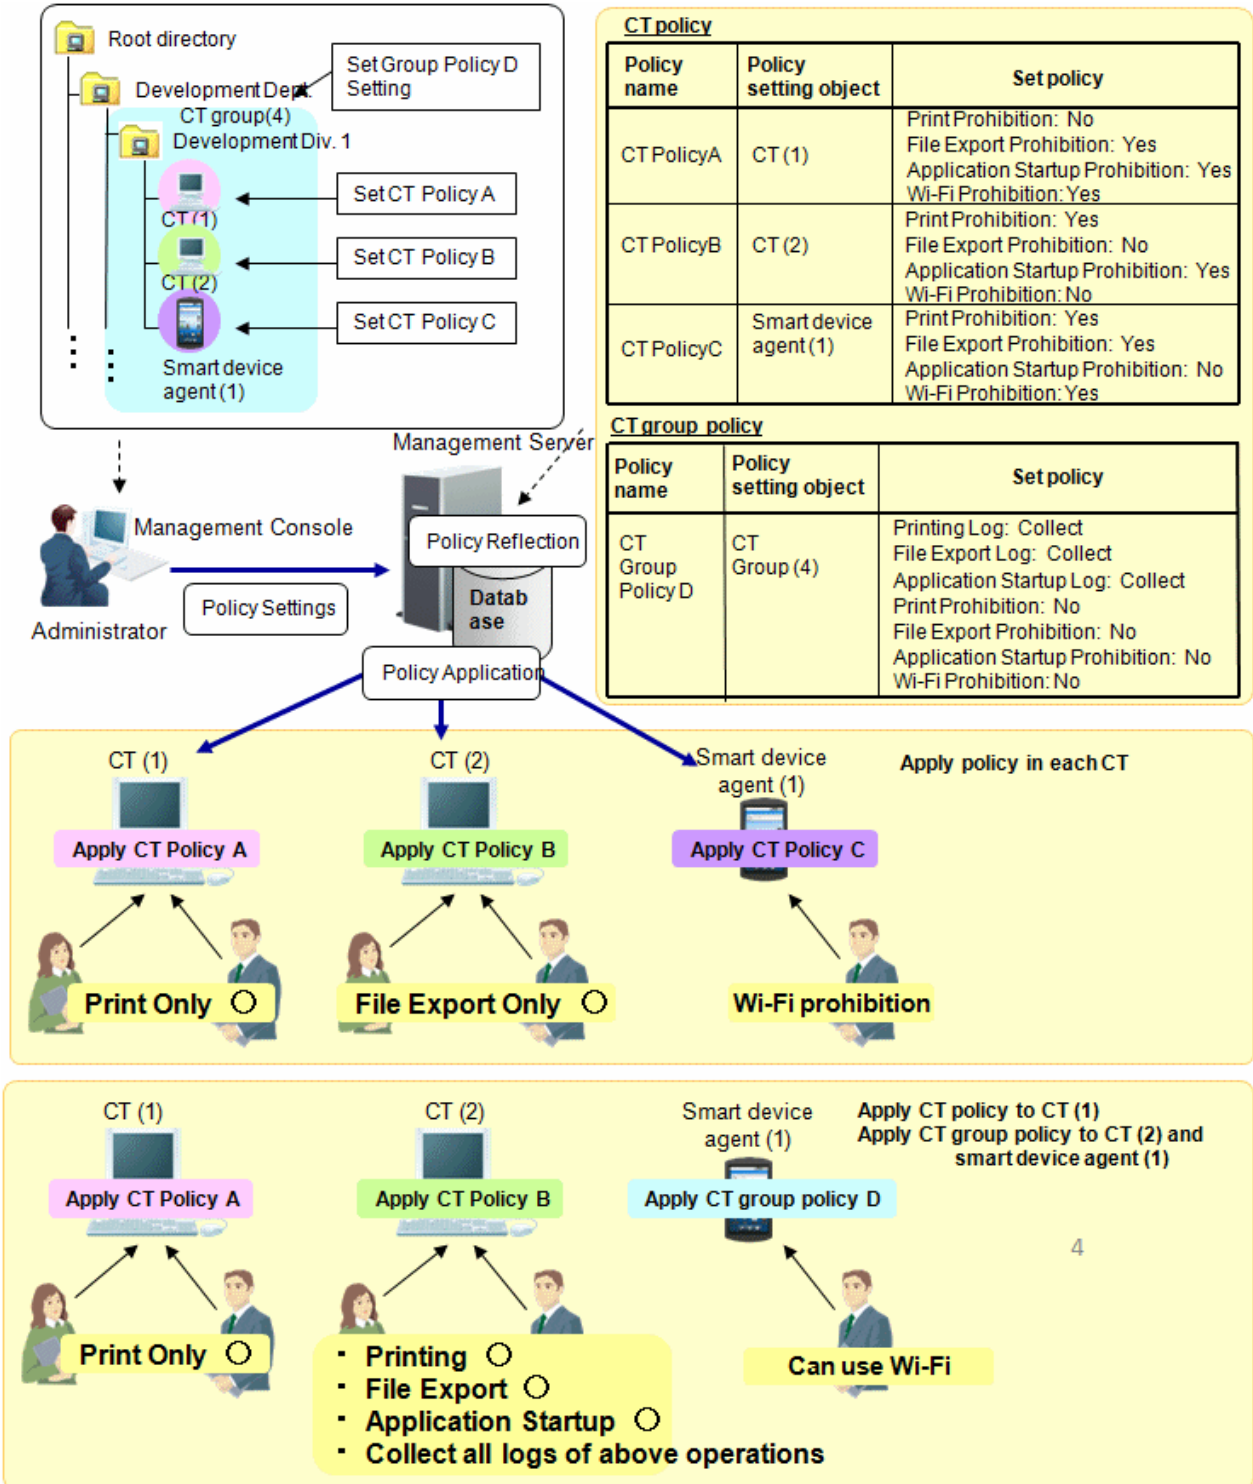 Root directory
Development Dept.
CT group(4)
Development Div. 1
CT (1)
CT (2)
Smart device
agent (1)
Set Group Policy D
Setting
Set CT Policy A
Set CT Policy B
Set CT Policy C
CT policy
Policy name
Policy setting object
Set policy
CT PolicyA
CT (1)
Print Prohibition: No
File Export Prohibition: Yes
Application Startup Prohibition: Yes
Wi-Fi Prohibition: Yes
CT PolicyB
CT (2)
Print Prohibition: Yes
File Export Prohibition: No
Application Startup Prohibition: Yes
Wi-Fi Prohibition: No
CT PolicyC
Smart device
agent (1)
Print Prohibition: Yes
File Export Prohibition: Yes
Application Startup Prohibition: No
Wi-Fi Prohibition: Yes
CT group policy
Policy name
Policy setting object
Set policy
CT
Group
Policy D
CT
Group (4)
Printing Log: Collect
File Export Log: Collect
Application Startup Log: Collect
Print Prohibition: No
File Export Prohibition: No
Application Startup Prohibition: No
Wi-Fi Prohibition: No
Management Server
Management Console
Policy Reflection
Policy Settings
Datab
ase
Administrator
Policy Application
CT (1)
CT (2)
Smart device
agent (1)
Apply policy in each CT
Apply CT Policy A
Apply CT Policy B
Apply CT Policy C
Print Only ○
File Export Only ○
Wi-Fi prohibition
CT (1)
CT (2)
Smart device
agent (1)
Apply CT policy to CT (1)
Apply CT group policy to CT (2) and
smart device agent (1)
Apply CT Policy A
Apply CT Policy B
Apply CT group policy D
4
Print Only ○
- Printing ○
- File Export ○
- Application Startup ○
- Collect all logs of above operations
Can use Wi-Fi